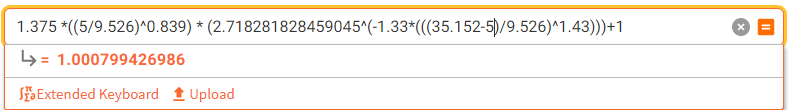 1.375 *((5/9.526)^0.839) * (2.718281828459045^(-1.33*(((35.152-5)/9.526)^1.43)))+1
= 1.000799426986
Extended Keyboard Upload